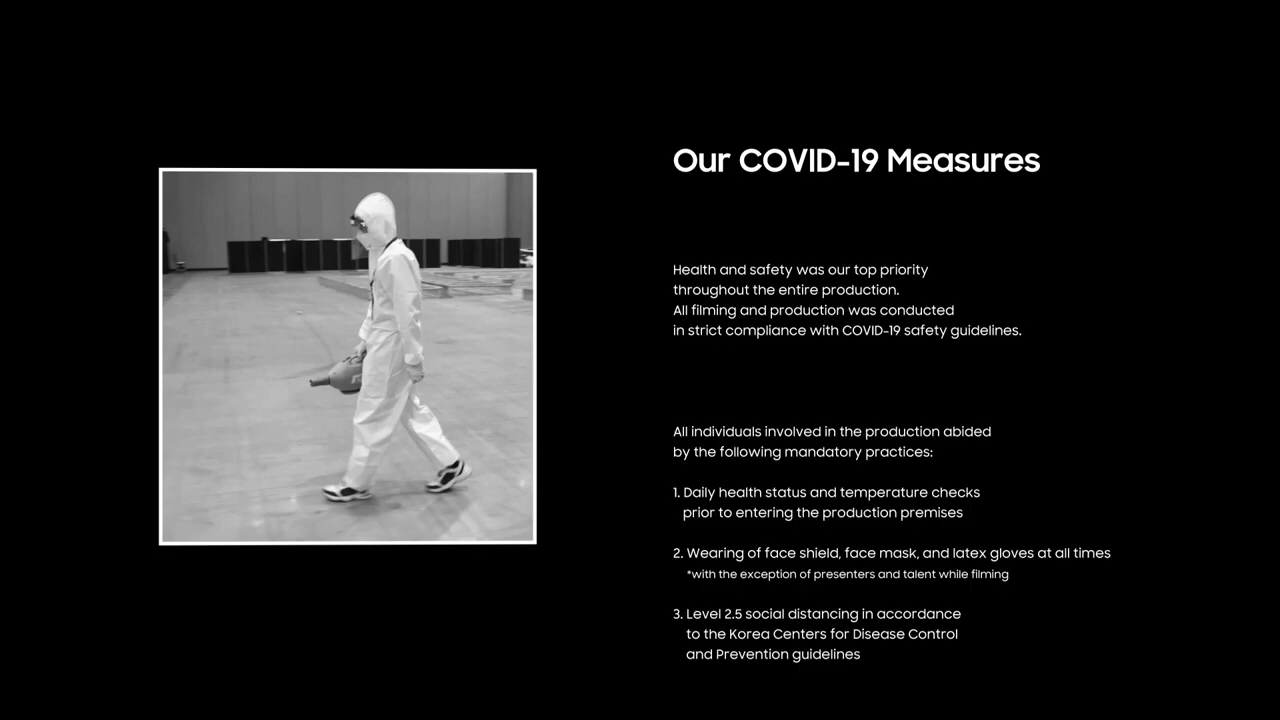 Our COVID-19 Measures
Health and safety was our top priority
throughout the entire production.
All filming and production was conducted
in strict compliance with COVID-19 safety guidelines.
All individuals involved in the production abided
by the following mandatory practices:
1. Daily health status and temperature checks
prior to entering the production premises
2. Wearing of face shield, face mask, and latex gloves at all times
*with the exception of presenters and talent while filming
3. Level 2.5 social distancing in accordance
to the Korea Centers for Disease Control
and Prevention guidelines